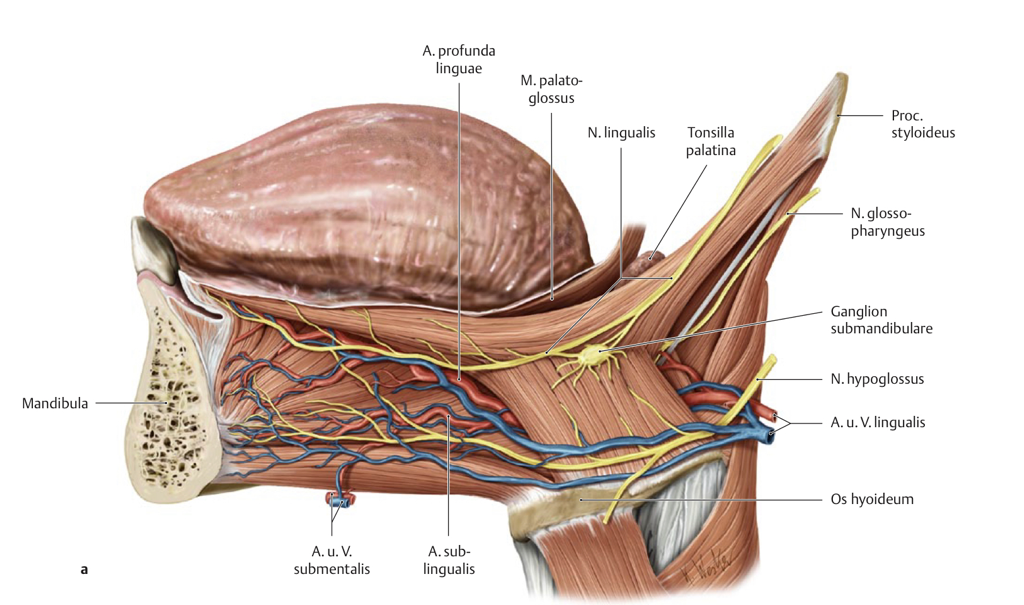 A. profunda
linguae
M. palato-
glossus
N. lingualis
Tonsilla
palatina
Proc.
styloideus
N. glosso-
pharyngeus
Ganglion
submandibulare
N. hypoglossus
Mandibula
A. u. V. lingualis
Os hyoideum
A. u. V.
submentalis
A. sub-
lingualis
a